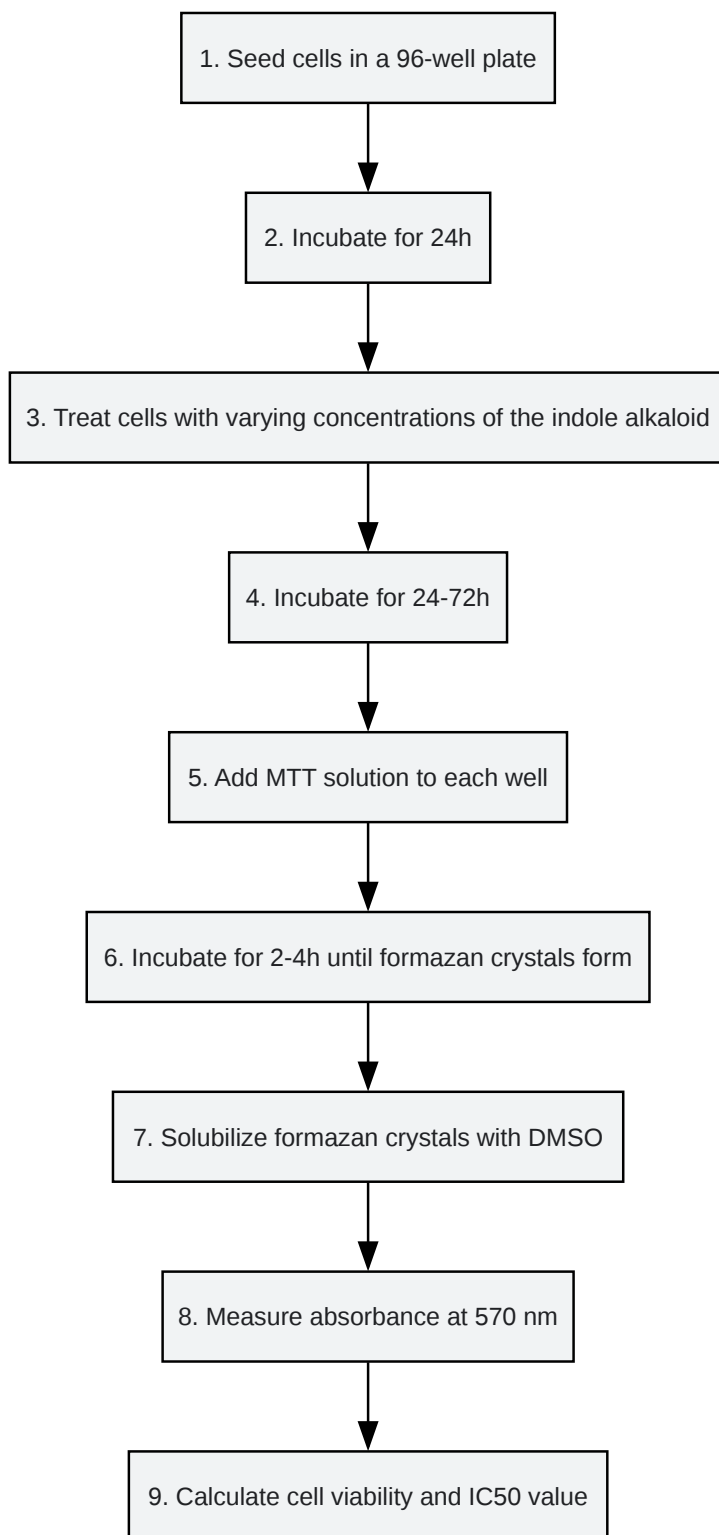 1. Seed cells in a 96-well plate
2. Incubate for 24h
3. Treat cells with varying concentrations of the indole alkaloid
4. Incubate for 24-72h
5. Add MTT solution to each well
6. Incubate for 2-4h until formazan crystals form
7. Solubilize formazan crystals with DMSO
8. Measure absorbance at 570 nm
9. Calculate cell viability and IC50 value